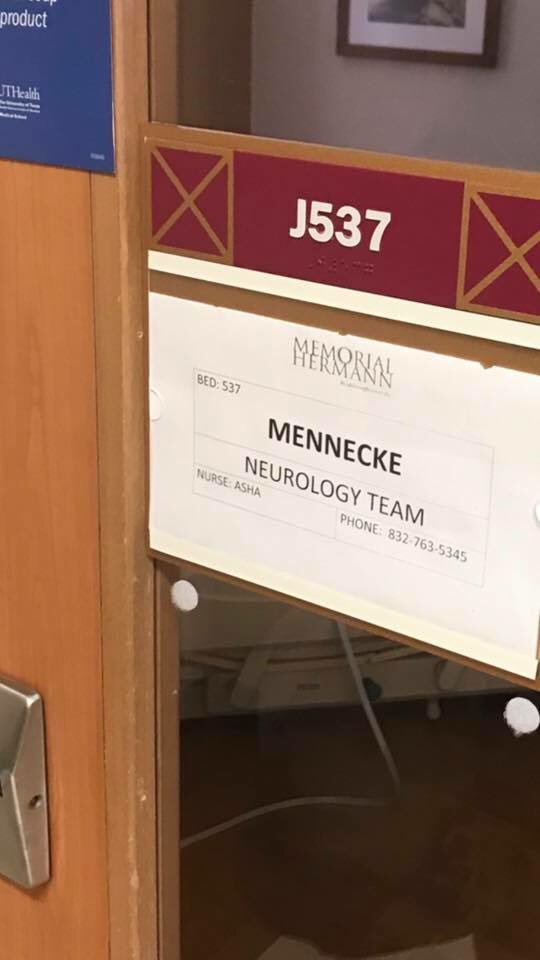 product
UTHealth
J537
MEMORIAL
HERMANN
BED: 537
MENNECKE
NEUROLOGY TEAM
NURSE: ASHA
PHONE: 832-763-5345